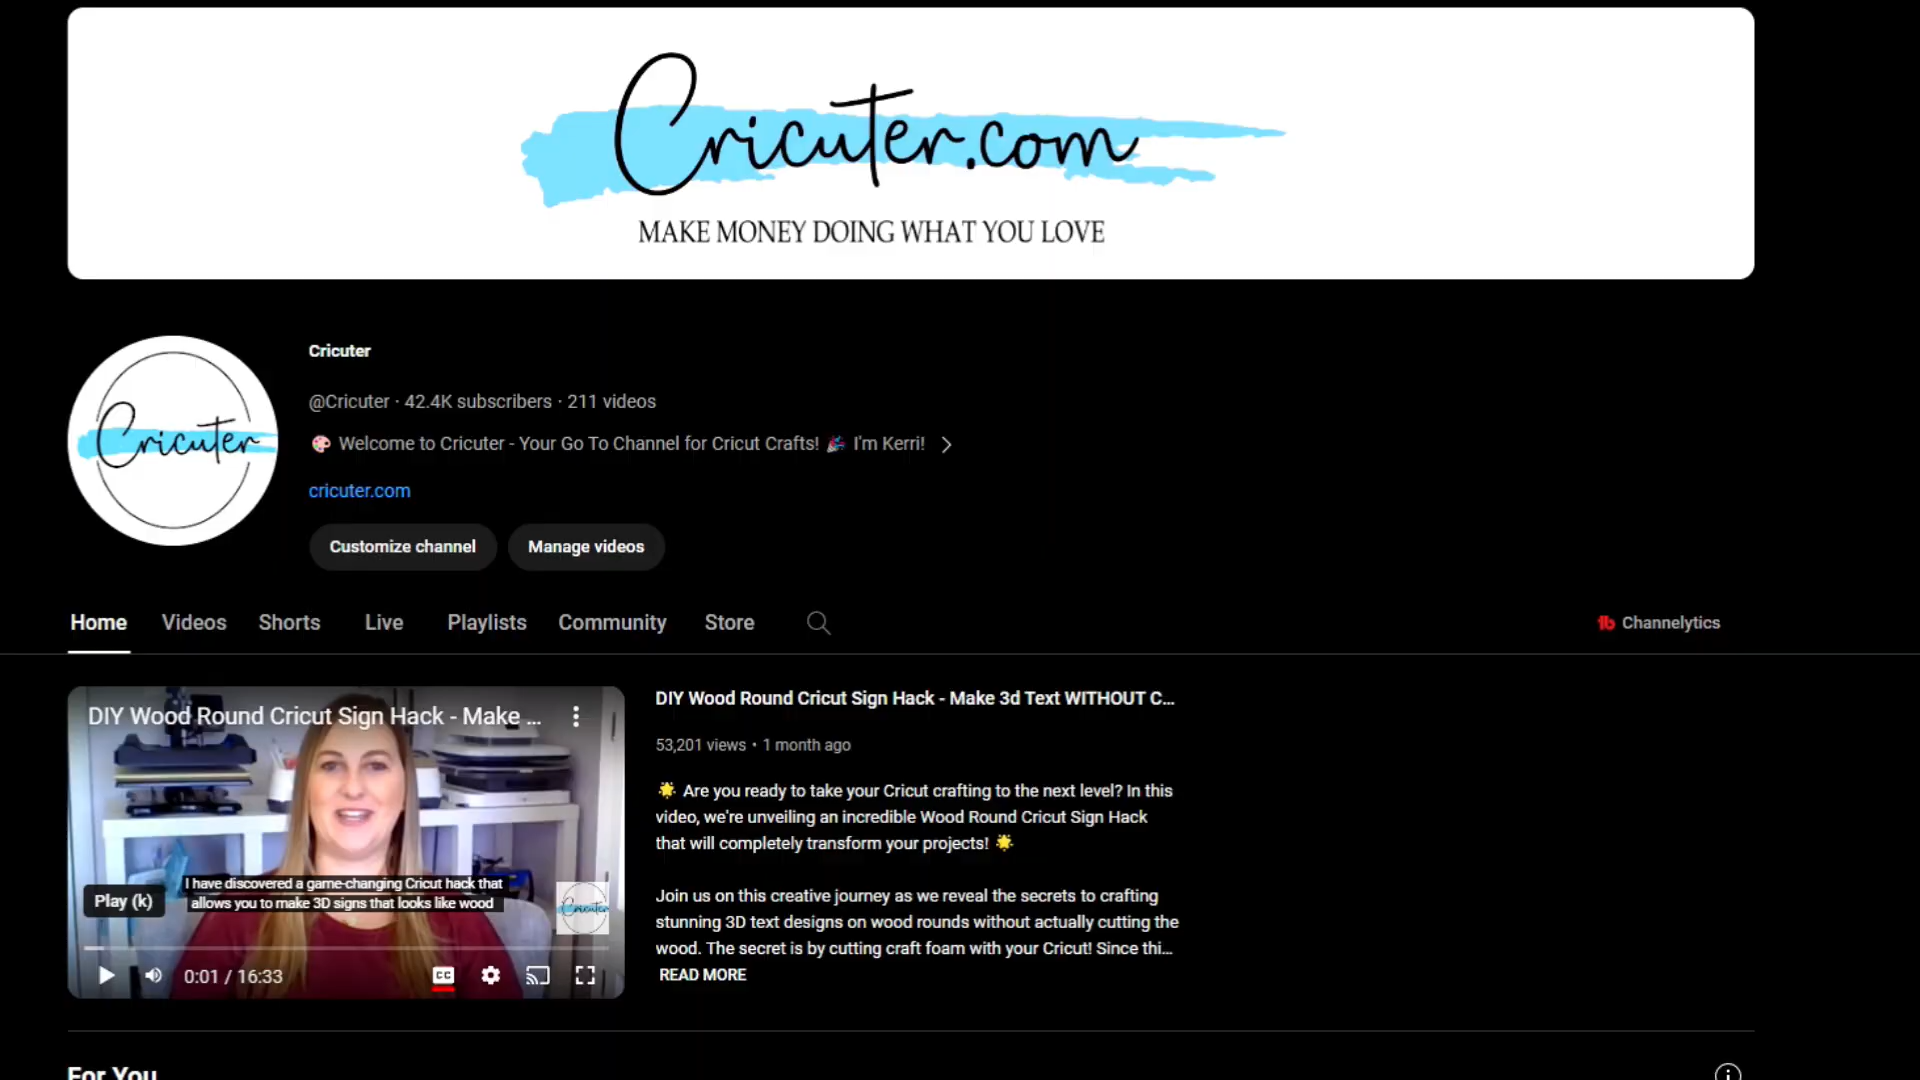 Cricuter.com
MAKE MONEY DOING WHAT YOU LOVE
Cricuter
Cricuter
@Cricuter · 42.4K subscribers · 211 videos
🎨 Welcome to Cricuter - Your Go To Channel for Cricut Crafts! 🎉 I'm Kerri!
cricuter.com
Customize channel
Manage videos
Home Videos Shorts Live Playlists Community Store
Channelytics
DIY Wood Round Cricut Sign Hack - Make ...
I have discovered a game-changing Cricut hack that
allows you to make 3D signs that looks like wood
Play (k)
Cricuter
0:01 / 16:33
CC
DIY Wood Round Cricut Sign Hack - Make 3d Text WITHOUT C...
53,201 views • 1 month ago
🌟 Are you ready to take your Cricut crafting to the next level? In this
video, we're unveiling an incredible Wood Round Cricut Sign Hack
that will completely transform your projects! 🌟
Join us on this creative journey as we reveal the secrets to crafting
stunning 3D text designs on wood rounds without actually cutting the
wood. The secret is by cutting craft foam with your Cricut! Since thi...
READ MORE
For You